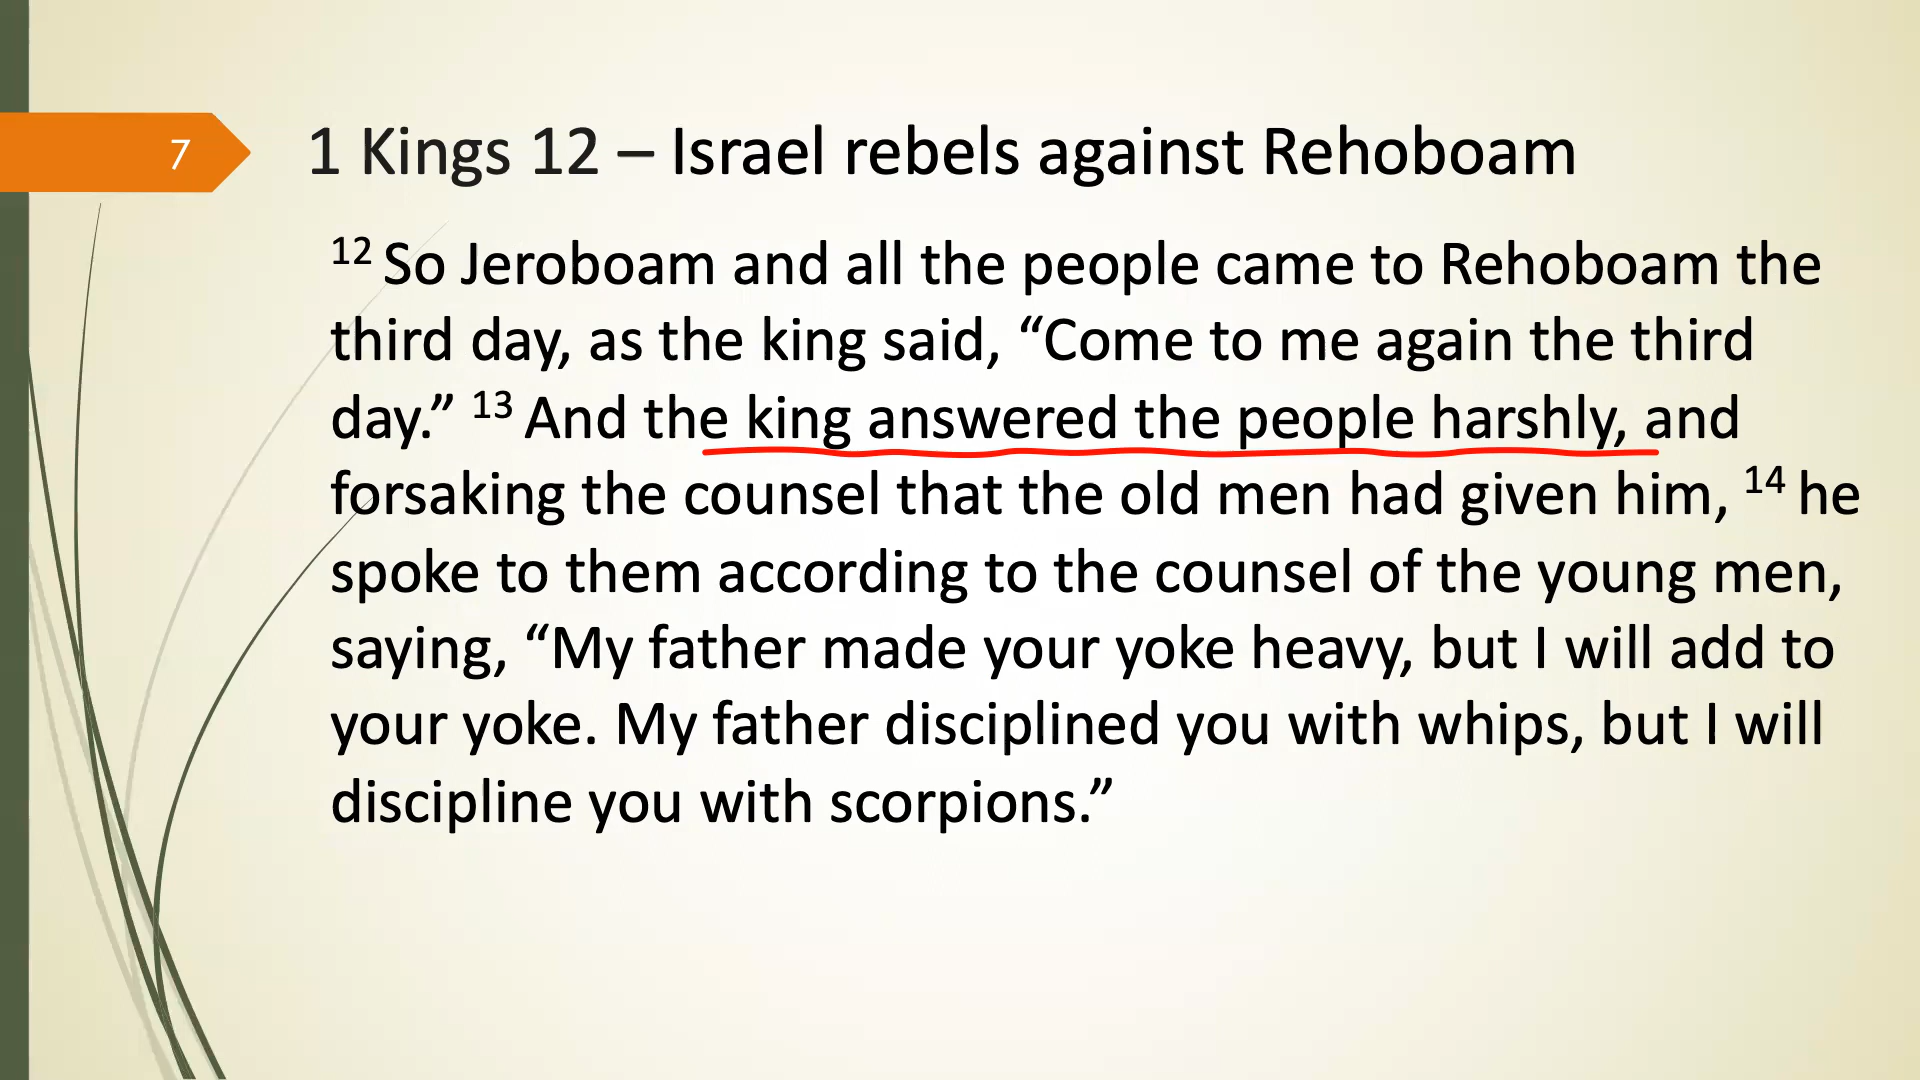 7
1 Kings 12 – Israel rebels against Rehoboam
12 So Jeroboam and all the people came to Rehoboam the
third day, as the king said, “Come to me again the third
day.” 13 And the king answered the people harshly, and
forsaking the counsel that the old men had given him, 14 he
spoke to them according to the counsel of the young men,
saying, “My father made your yoke heavy, but I will add to
your yoke. My father disciplined you with whips, but I will
discipline you with scorpions.”